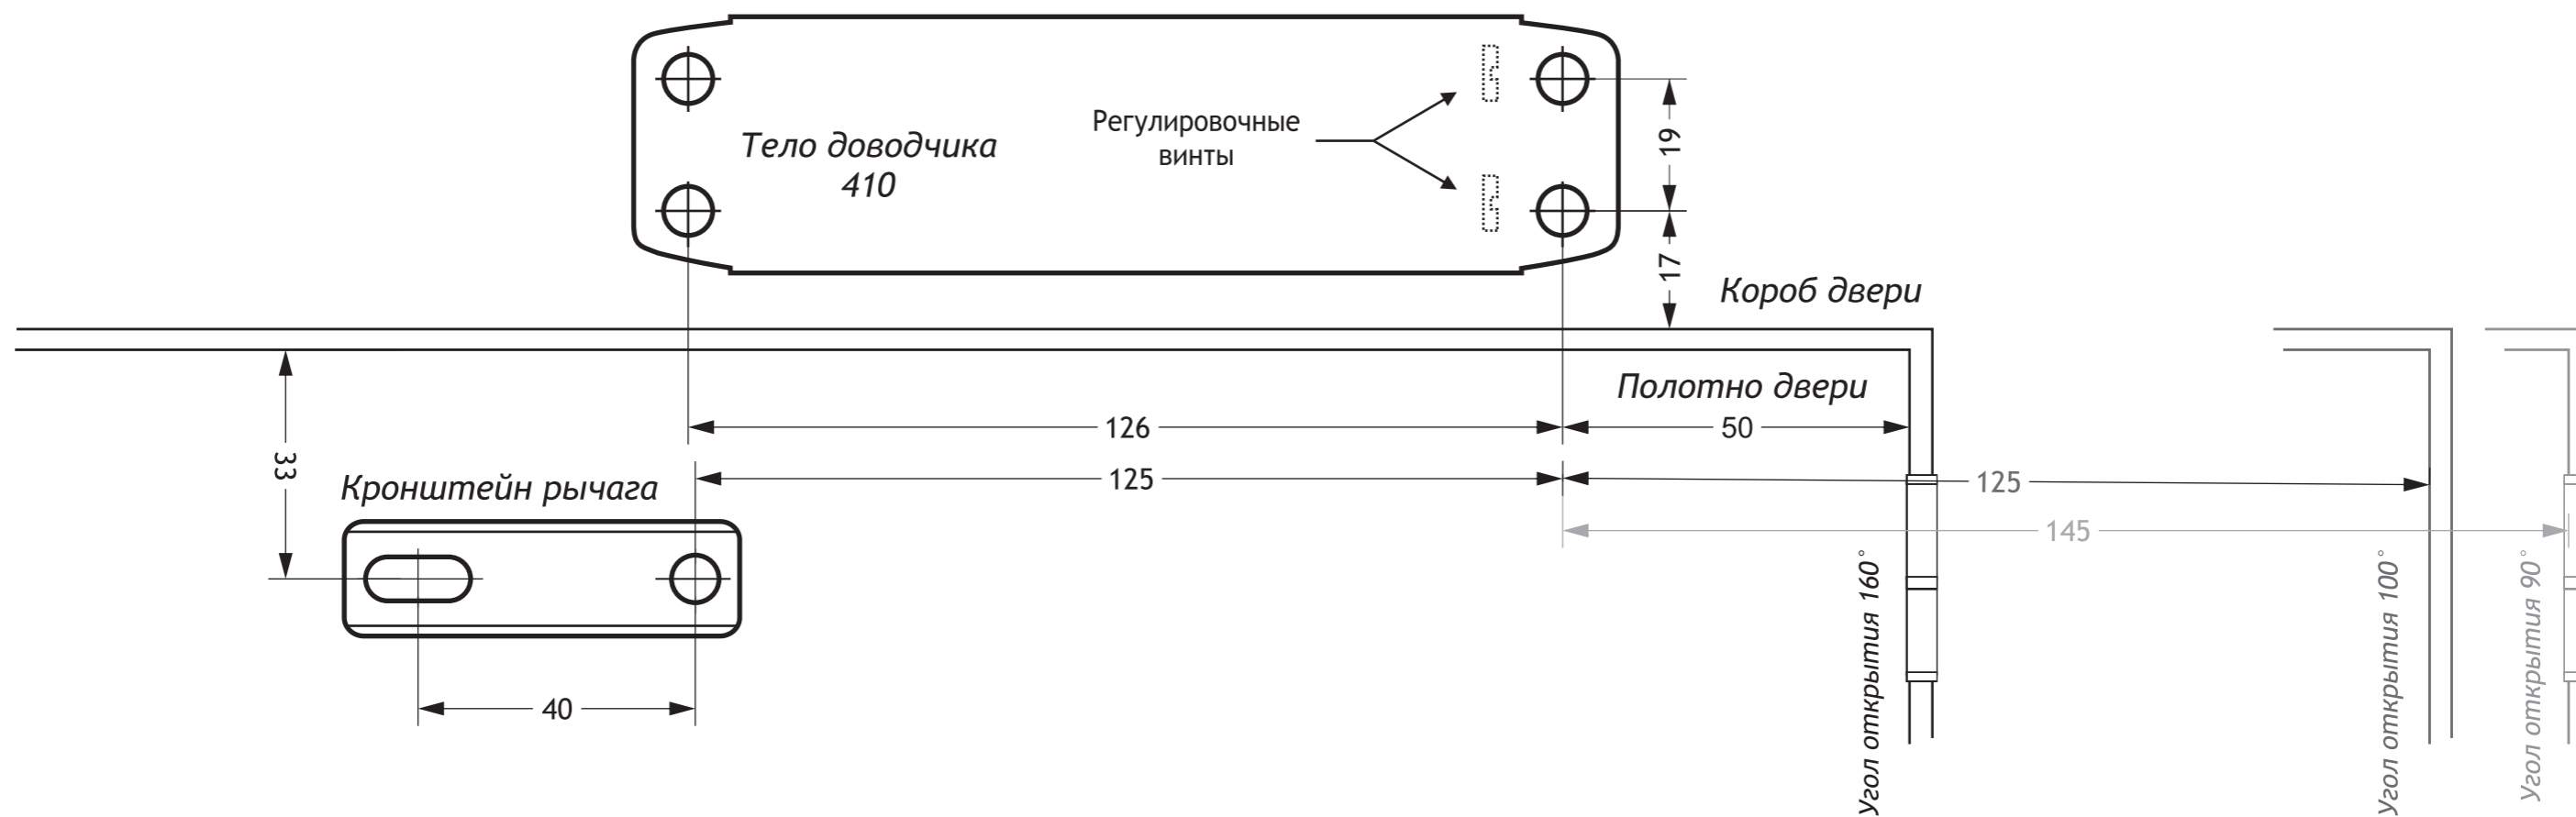 Тело доводчика
410
Регулировочные
винты
19
17
Короб двери
Полотно двери
126
50
33
Кронштейн рычага
125
125
145
40
Угол открытия 160°
Угол открытия 100°
Угол открытия 90°